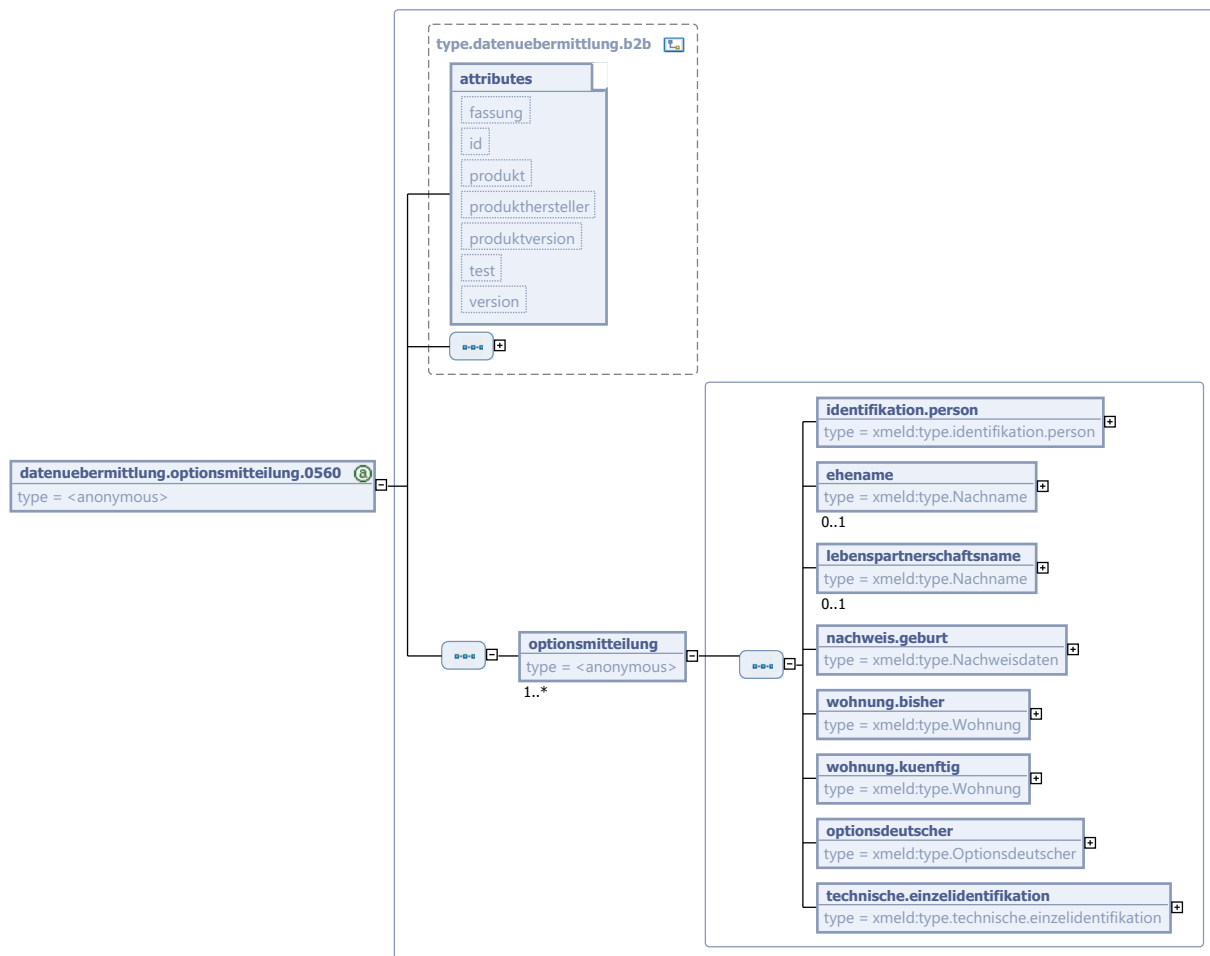 type.datenuebermittlung.b2b
attributes
fassung
id
produkt
produkthersteller
produktversion
test
version
datenuebermittlung.optionsmitteilung.0560 a
type = <anonymous>
optionsmitteilung
type = <anonymous>
1..*
identifikation.person
type = xmeld:type.identifikation.person
ehename
type = xmeld:type.Nachname
0..1
lebenspartnerschaftsname
type = xmeld:type.Nachname
0..1
nachweis.geburt
type = xmeld:type.Nachweisdaten
wohnung.bisher
type = xmeld:type.Wohnung
wohnung.kuenftig
type = xmeld:type.Wohnung
optionsdeutscher
type = xmeld:type.Optionsdeutscher
technische.einzelidentifikation
type = xmeld:type.technische.einzelidentifikation